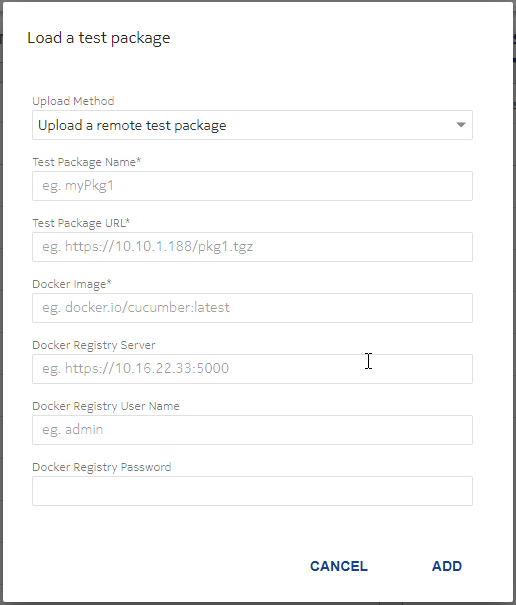 Load a test package
Upload Method
Upload a remote test package
Test Package Name*
eg. myPkg1
Test Package URL*
eg. https://10.10.1.188/pkg1.tgz
Docker Image*
eg. docker.io/cucumber:latest
Docker Registry Server
eg. https://10.16.22.33:5000
Docker Registry User Name
eg. admin
Docker Registry Password
CANCEL ADD